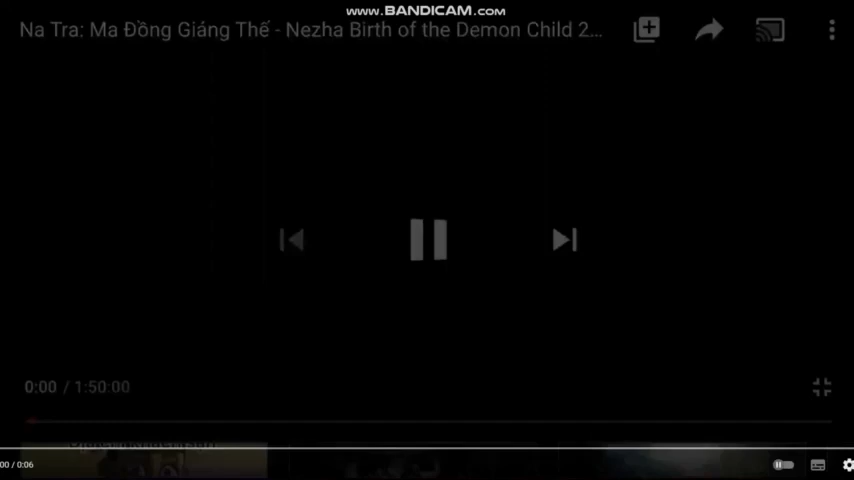 www.BANDICAM.com
Na Tra: Ma Đồng Giáng Thế - Nezha Birth of the Demon Child 2...
0:00 / 1:50:00
00 / 0:06